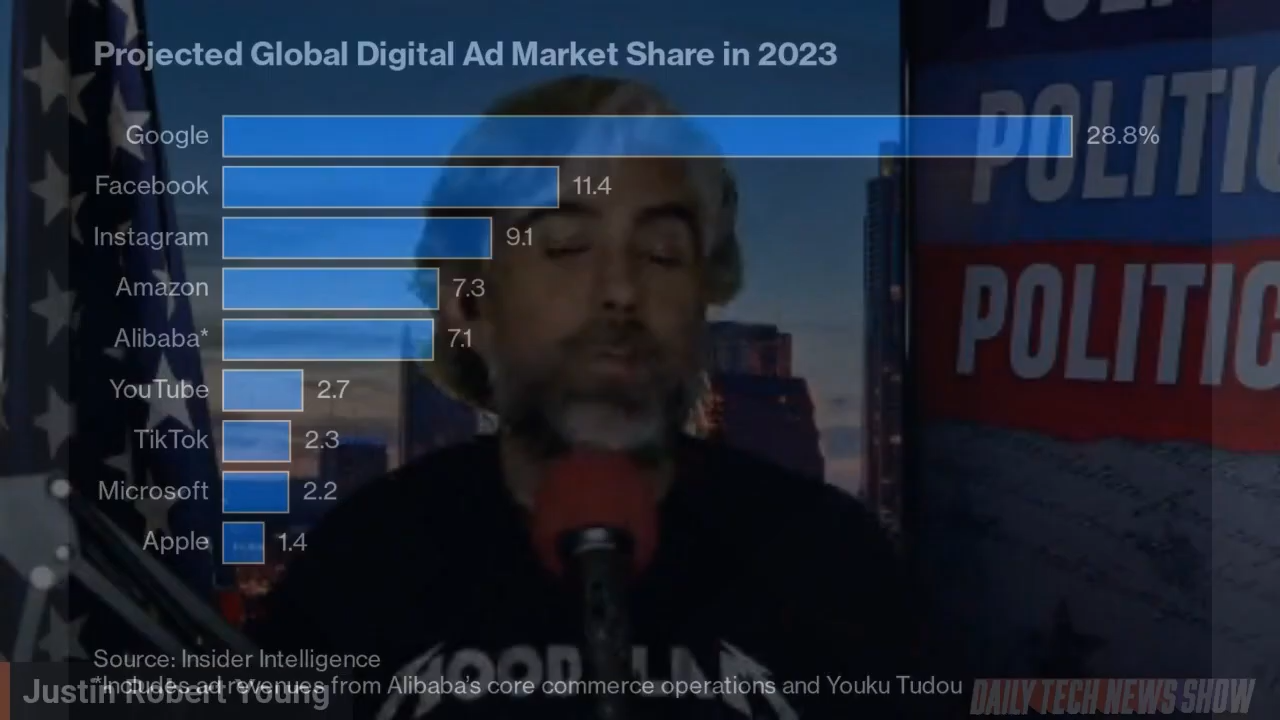 Projected Global Digital Ad Market Share in 2023
Google 28.8%
Facebook 11.4
Instagram 9.1
Amazon 7.3
Alibaba* 7.1
YouTube 2.7
TikTok 2.3
Microsoft 2.2
Apple 1.4
Source: Insider Intelligence
*Includes ad revenues from Alibaba's core commerce operations and Youku Tudou
Justin Robert Young
POLITIC
POLITIC
DAILY TECH NEWS SHOW